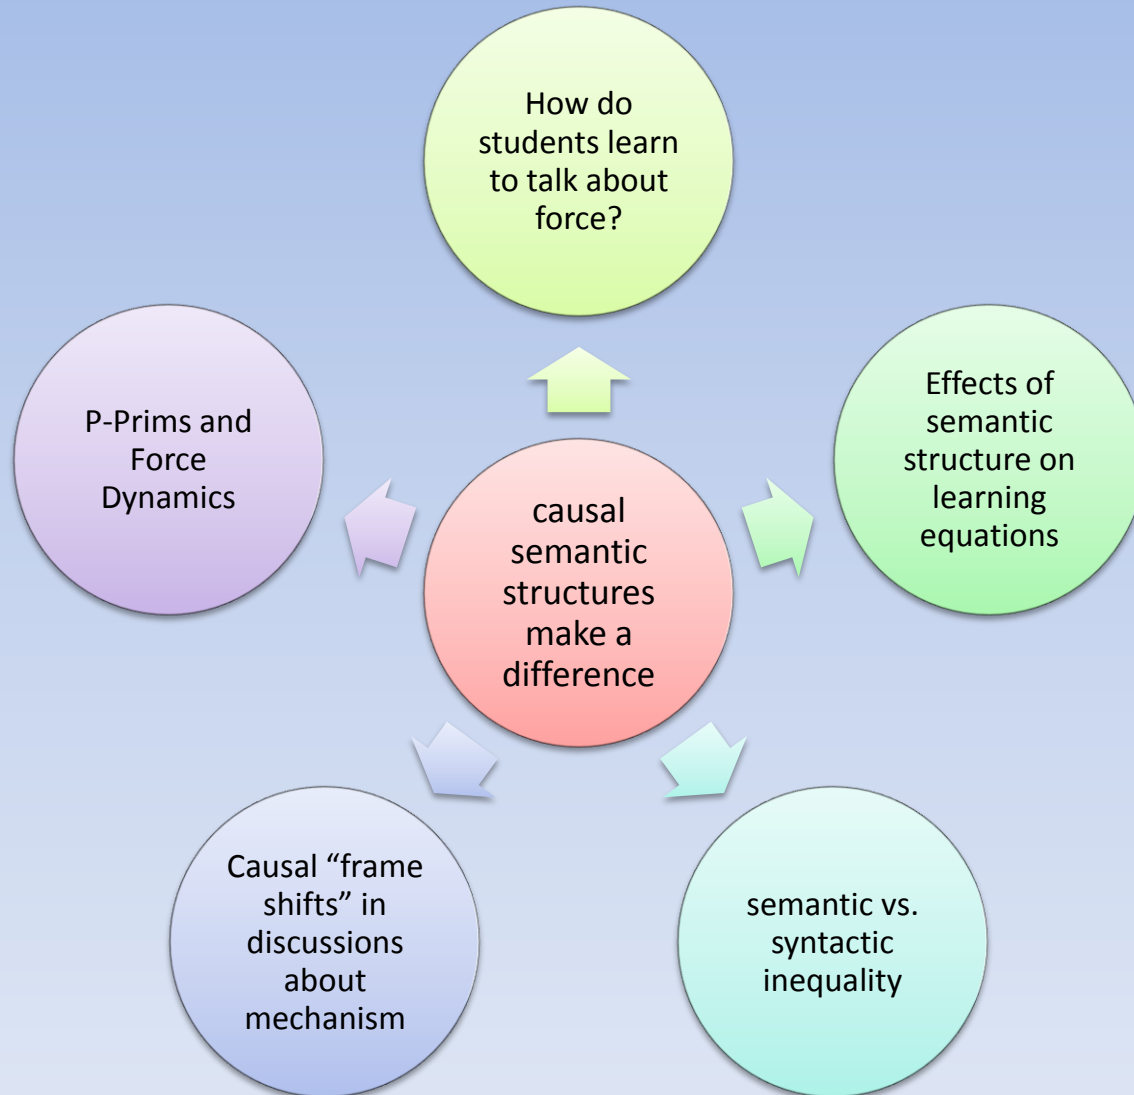 How do
students learn
to talk about
force?
P-Prims and
Force
Dynamics
Effects of
semantic
structure on
learning
equations
causal
semantic
structures
make a
difference
Causal “frame
shifts” in
discussions
about
mechanism
semantic vs.
syntactic
inequality